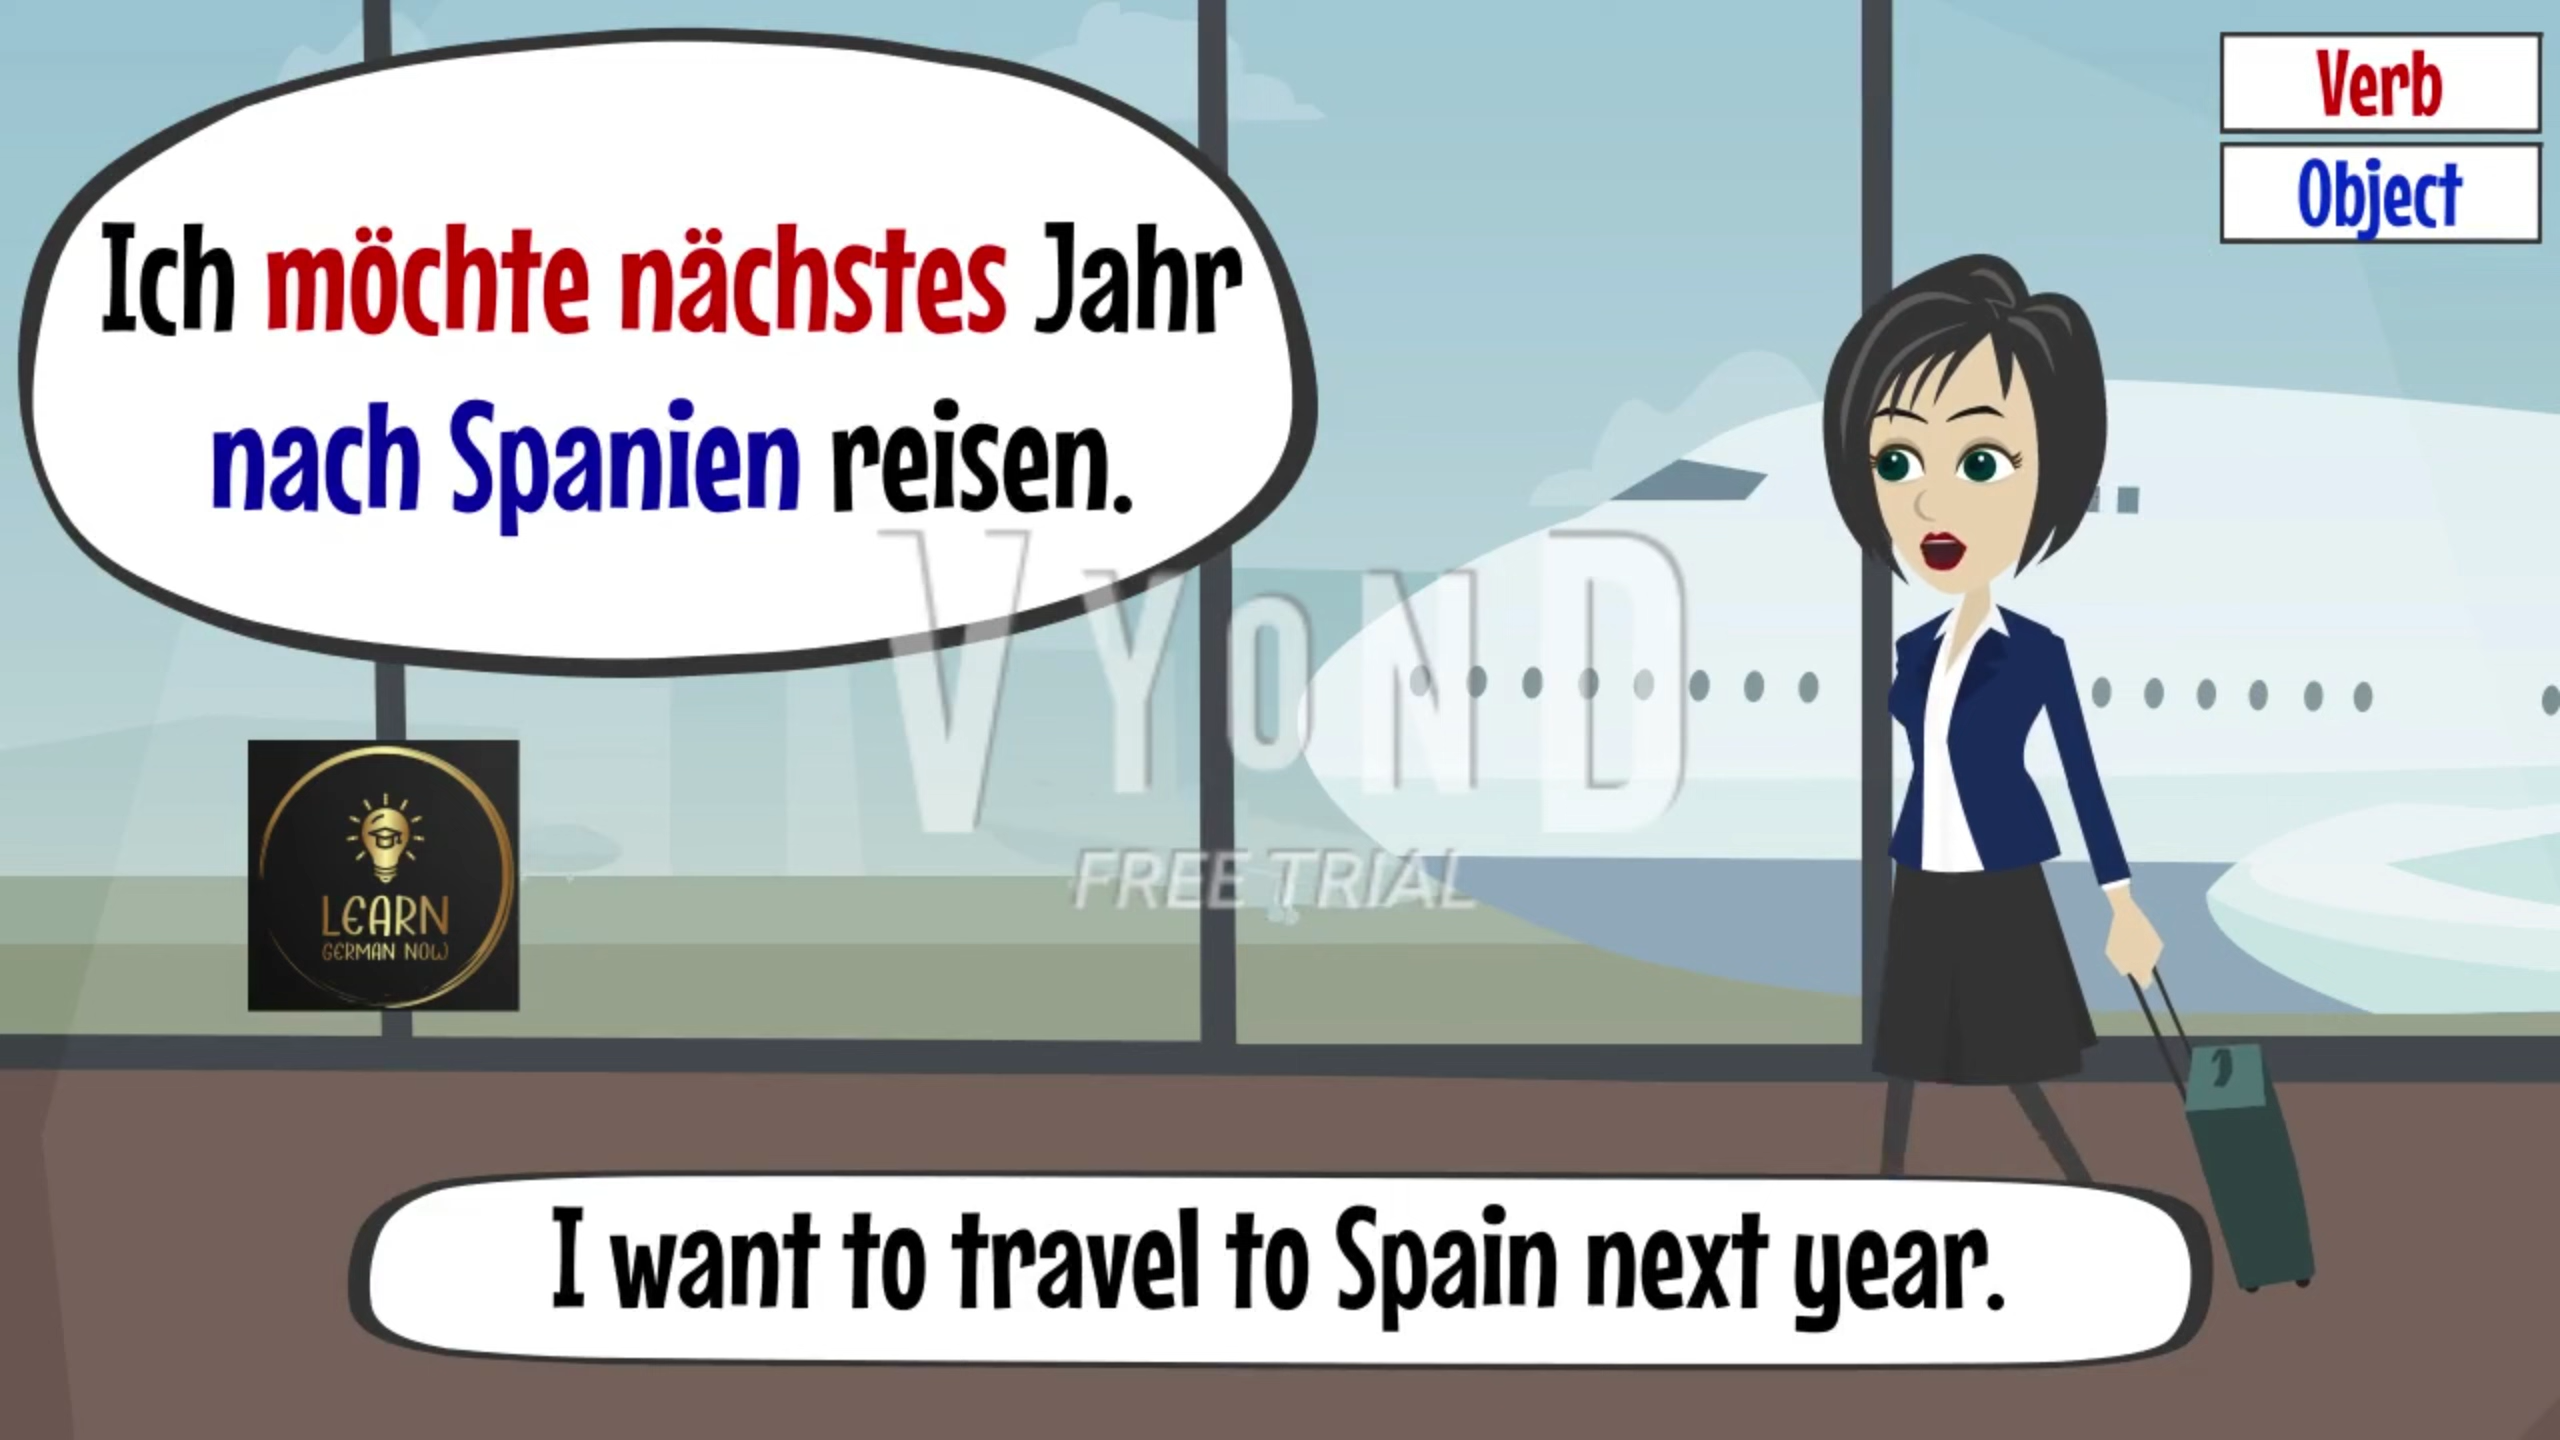 Verb
Object
Ich möchte nächstes Jahr
nach Spanien reisen.
VYOND
FREE TRIAL
LEARN
GERMAN NOW
I want to travel to Spain next year.